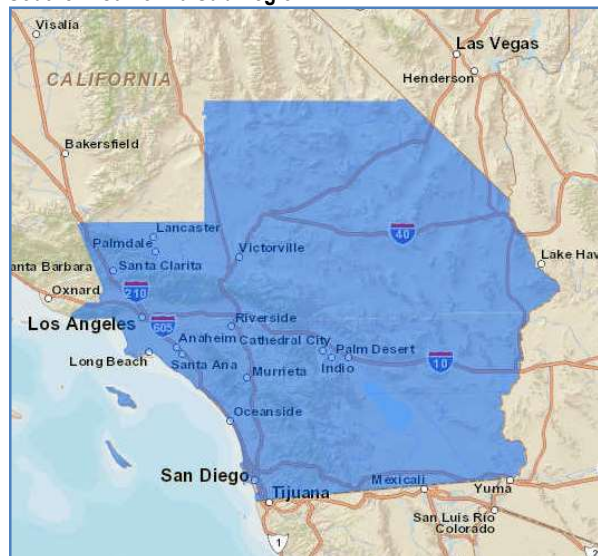 Visalia
Las Vegas
CALIFORNIA
Henderson
Bakersfield
Lancaster
Palmdale
Victorville
40
Lake Hav
anta Barbara
Santa Clarita
Oxnard
210
Los Angeles
Riverside
605
Anaheim
Cathedral City
Long Beach
Palm Desert
10
Santa Ana
Indio
Murrieta
Oceanside
San Diego
Mexicali
Yuma
Tijuana
San Luis Río
Colorado
1
2